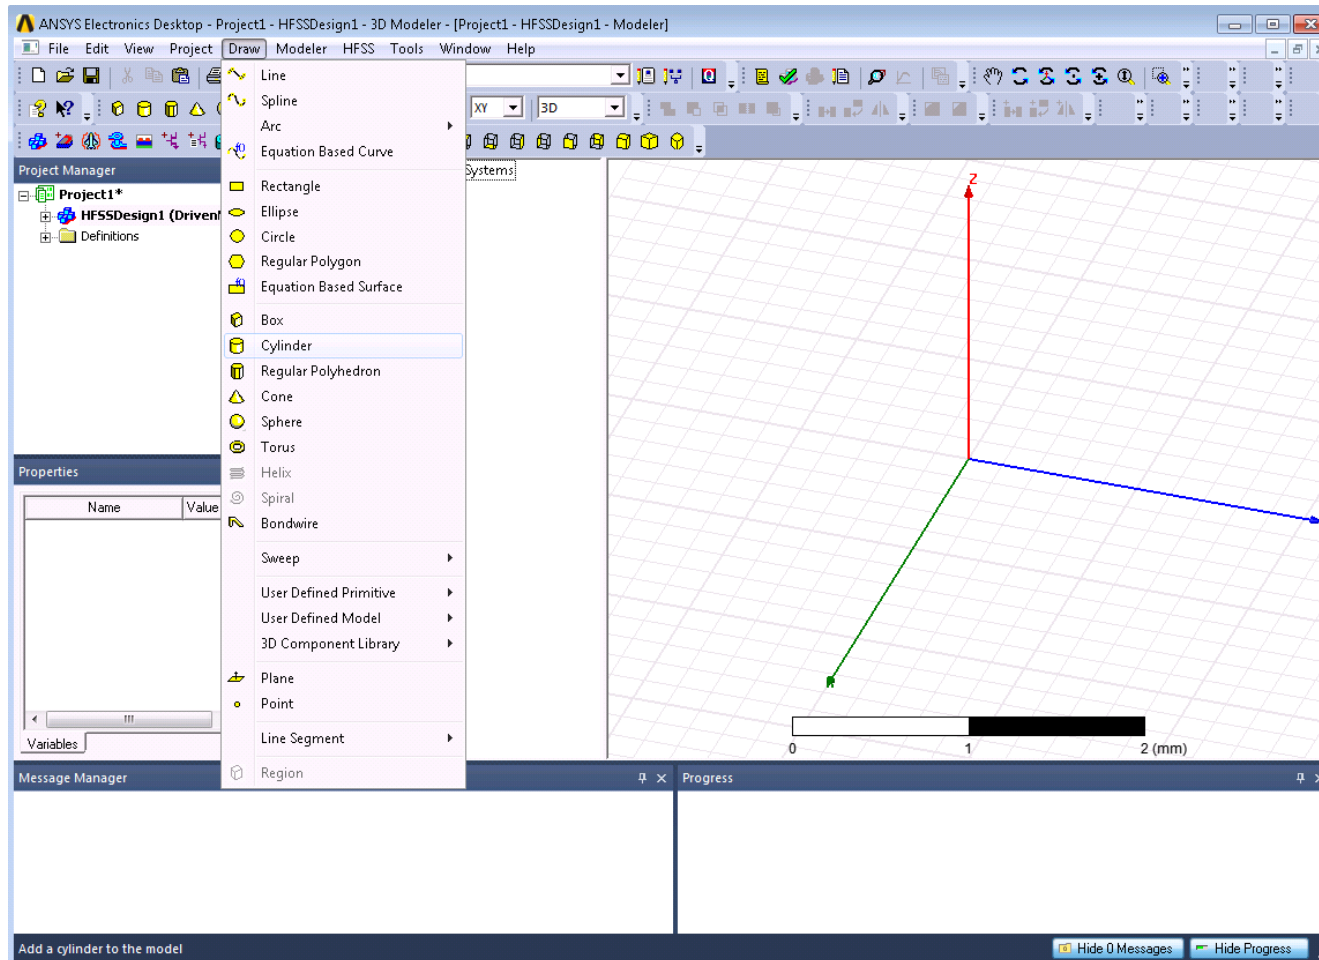 ANSYS Electronics Desktop - Project1 - HFSSDesign1 - 3D Modeler - [Project1 - HFSSDesign1 - Modeler]
File Edit View Project Draw Modeler HFSS Tools Window Help
XY 3D
Project Manager
Project1*
HFSSDesign1
Definitions
Line
Spline
Arc
Equation Based Curve
Rectangle
Ellipse
Circle
Regular Polygon
Equation Based Surface
Box
Cylinder
Regular Polyhedron
Cone
Sphere
Torus
Helix
Spiral
Bondwire
Sweep
User Defined Primitive
User Defined Model
3D Component Library
Plane
Point
Line Segment
Region
Systems
Z
0 1 2 (mm)
Properties
Name Value
Variables
Message Manager
Progress
Add a cylinder to the model
Hide 0 Messages Hide Progress